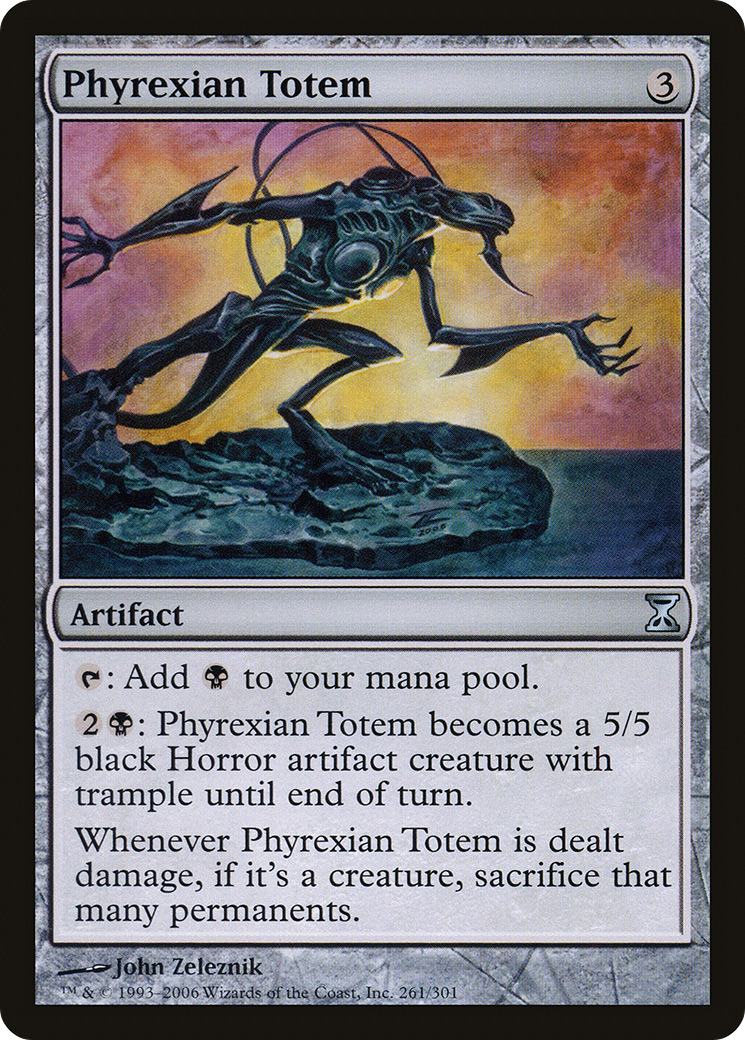 Phyrexian Totem 3
2005
Artifact
: Add to your mana pool.
2 : Phyrexian Totem becomes a 5/5
black Horror artifact creature with
trample until end of turn.
Whenever Phyrexian Totem is dealt
damage, if it's a creature, sacrifice that
many permanents.
John Zeleznik
™ & © 1993–2006 Wizards of the Coast, Inc. 261/301